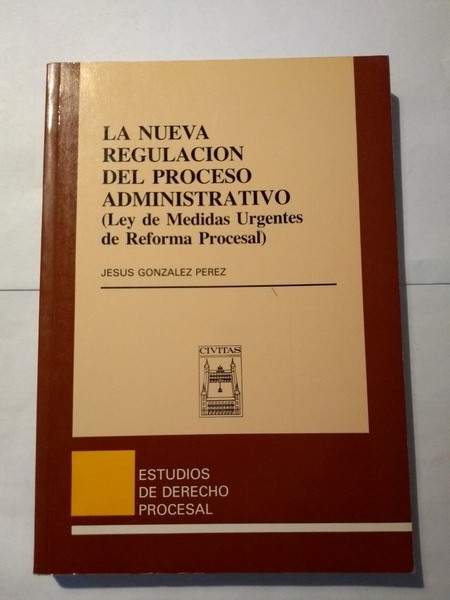 LA NUEVA
REGULACION
DEL PROCESO
ADMINISTRATIVO
(Ley de Medidas Urgentes
de Reforma Procesal)
JESUS GONZALEZ PEREZ
CIVITAS
ESTUDIOS
DE DERECHO
PROCESAL